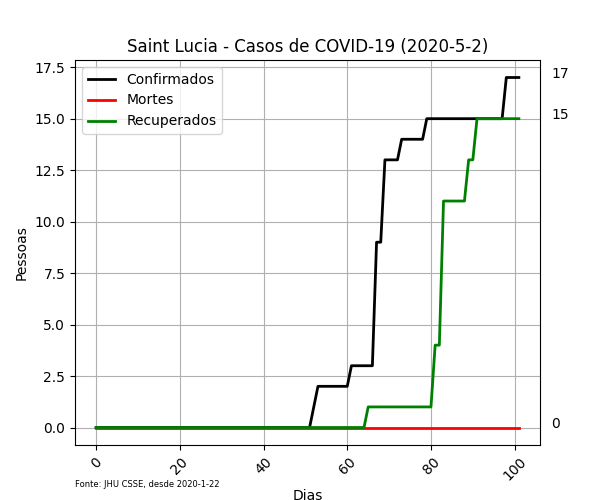 Saint Lucia - Casos de COVID-19 (2020-5-2)
Confirmados
Mortes
Recuperados
17.5
15.0
12.5
10.0
7.5
5.0
2.5
0.0
Pessoas
17
15
0
0
20
40
60
80
100
Dias
Fonte: JHU CSSE, desde 2020-1-22